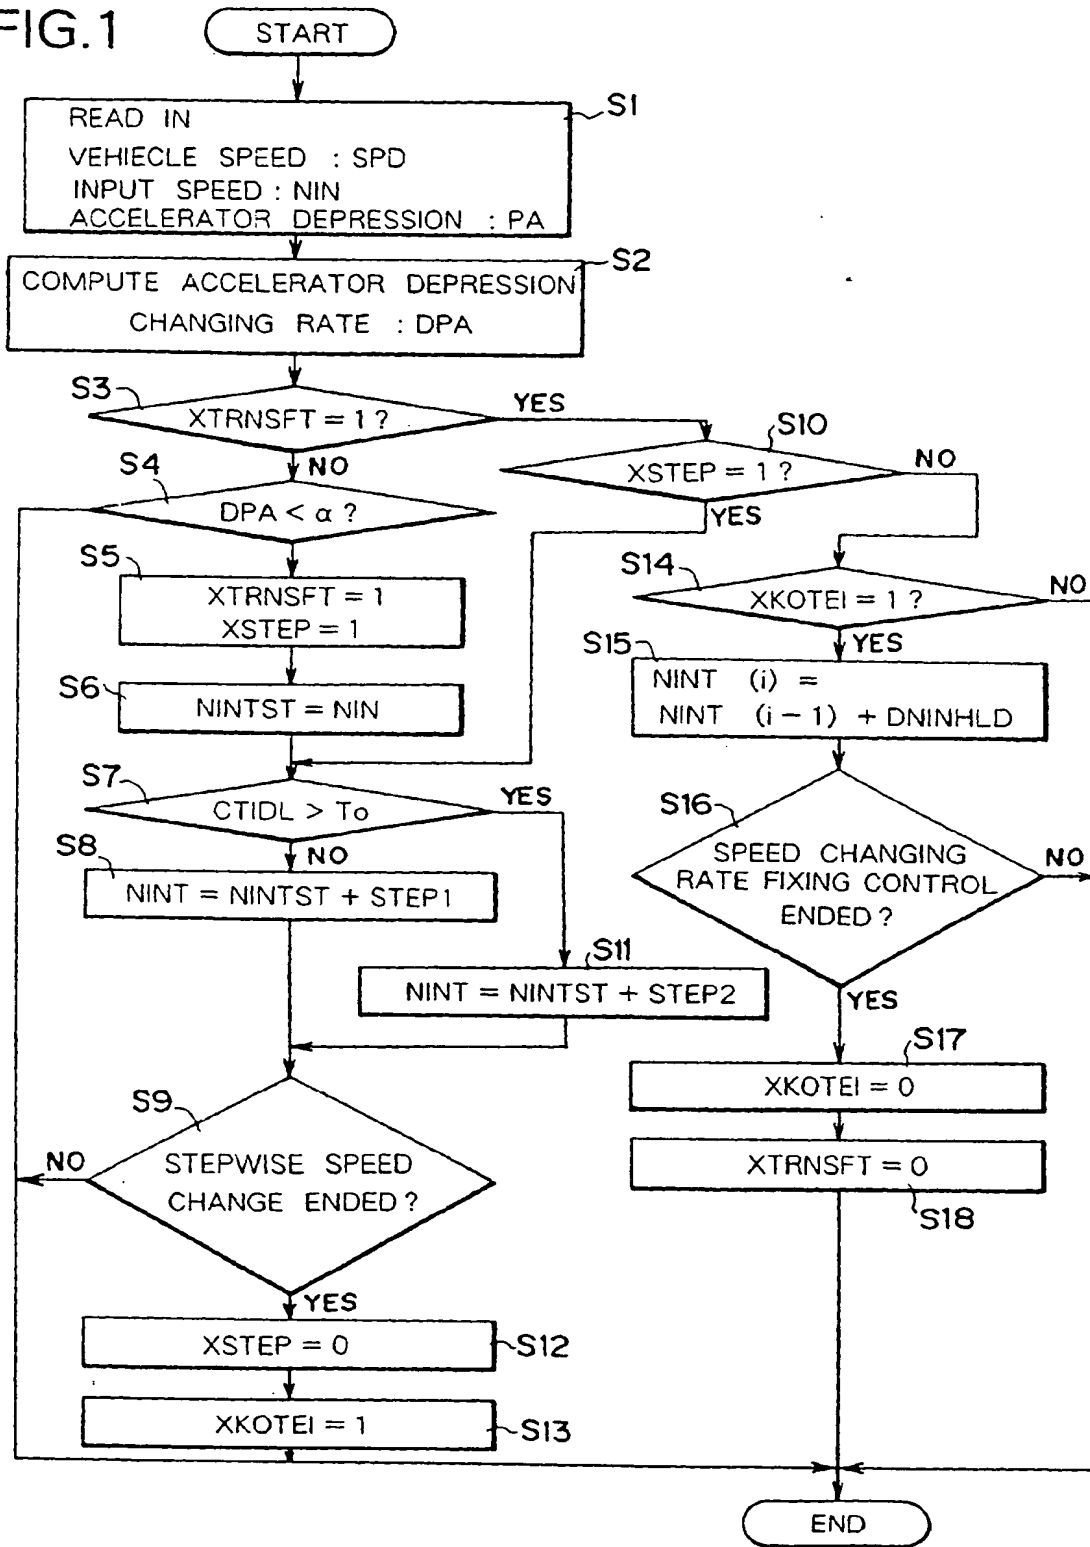 FIG.1
START
S1
READ IN
VEHIECLE SPEED : SPD
INPUT SPEED : NIN
ACCELERATOR DEPRESSION : PA
S2
COMPUTE ACCELERATOR DEPRESSION
CHANGING RATE : DPA
S3
XTRNSFT = 1 ?
YES
NO
S10
XSTEP = 1 ?
NO
YES
S4
DPA < α ?
S5
XTRNSFT = 1
XSTEP = 1
S14
XKOTEI = 1 ?
NO
YES
S6
NINTST = NIN
S15
NINT (i) =
NINT (i – 1) + DNINHLD
S7
CTIDL > To
YES
NO
S8
NINT = NINTST + STEP1
S16
SPEED CHANGING
RATE FIXING CONTROL
ENDED ?
NO
YES
S11
NINT = NINTST + STEP2
S17
XKOTEI = 0
S9
STEPWISE SPEED
CHANGE ENDED ?
NO
YES
XTRNSFT = 0
S18
XSTEP = 0
S12
XKOTEI = 1
S13
END